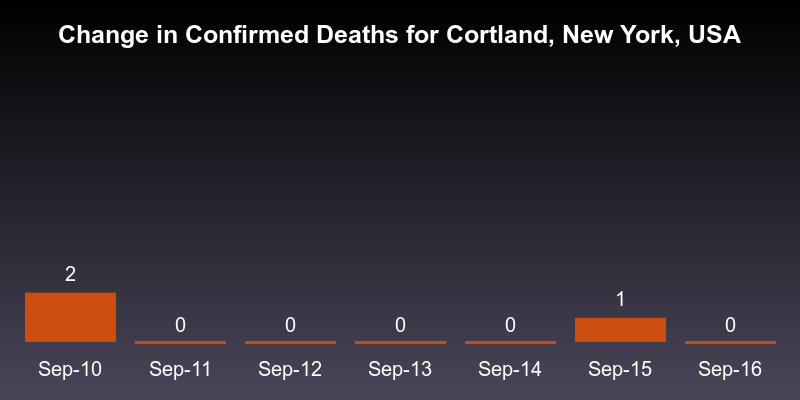 Change in Confirmed Deaths for Cortland, New York, USA
2
0
0
0
0
1
0
Sep-10
Sep-11
Sep-12
Sep-13
Sep-14
Sep-15
Sep-16